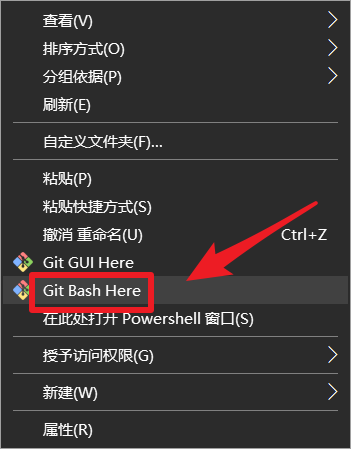 查看(V)
排序方式(O)
分组依据(P)
刷新(E)
自定义文件夹(F)...
粘贴(P)
粘贴快捷方式(S)
撤消 重命名(U) Ctrl+Z
Git GUI Here
Git Bash Here
在此处打开 Powershell 窗口(S)
授予访问权限(G)
新建(W)
属性(R)